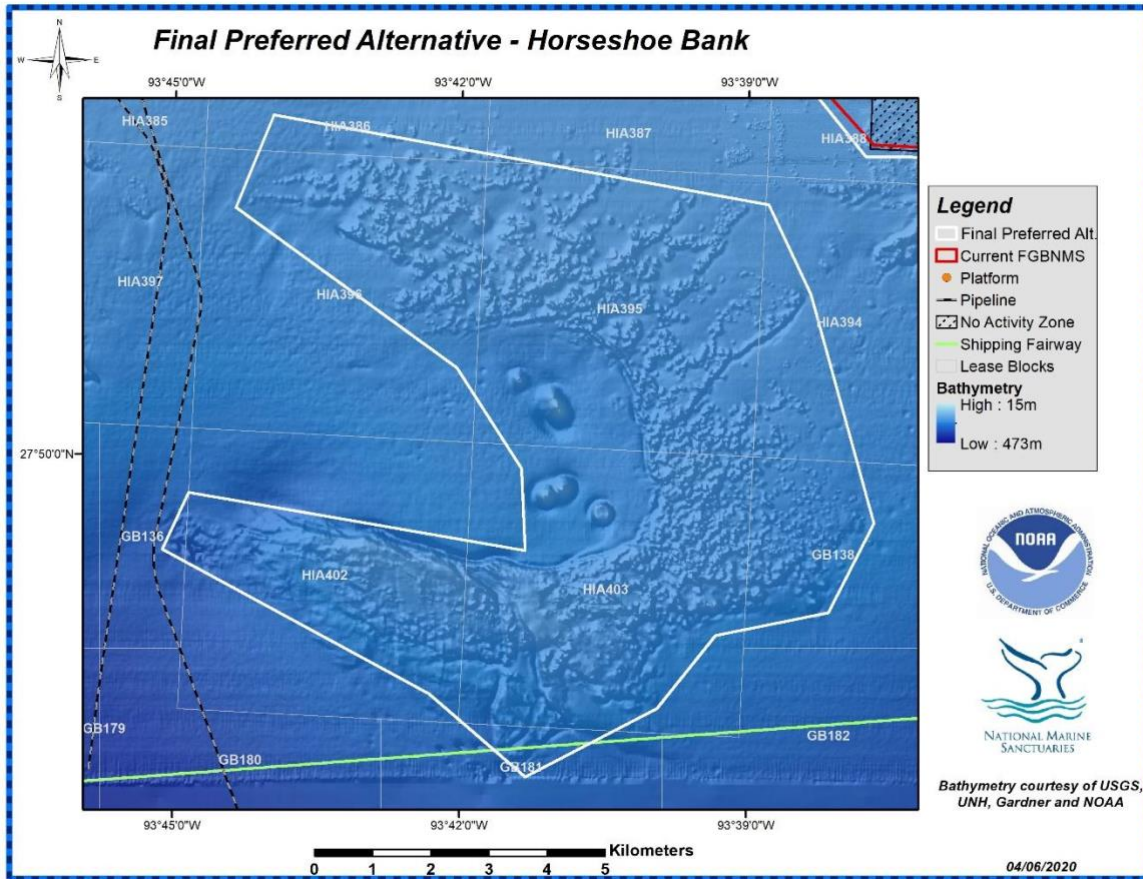 Final Preferred Alternative - Horseshoe Bank
N
W E
S
93°45'0"W 93°42'0"W 93°39'0"W
HIA385
HIA386
HIA387
HIA388
HIA397
HIA396
HIA395
HIA394
27°50'0"N
GB136
HIA402
HIA403
GB138
GB179
GB180
GB181
GB182
93°45'0"W 93°42'0"W 93°39'0"W
Legend
Final Preferred Alt.
Current FGBNMS
Platform
Pipeline
No Activity Zone
Shipping Fairway
Lease Blocks
Bathymetry
High : 15m
Low : 473m
NATIONAL OCEANIC AND ATMOSPHERIC ADMINISTRATION
NOAA
U.S. DEPARTMENT OF COMMERCE
®
NATIONAL MARINE
SANCTUARIES
Bathymetry courtesy of USGS,
UNH, Gardner and NOAA
Kilometers
0 1 2 3 4 5
04/06/2020